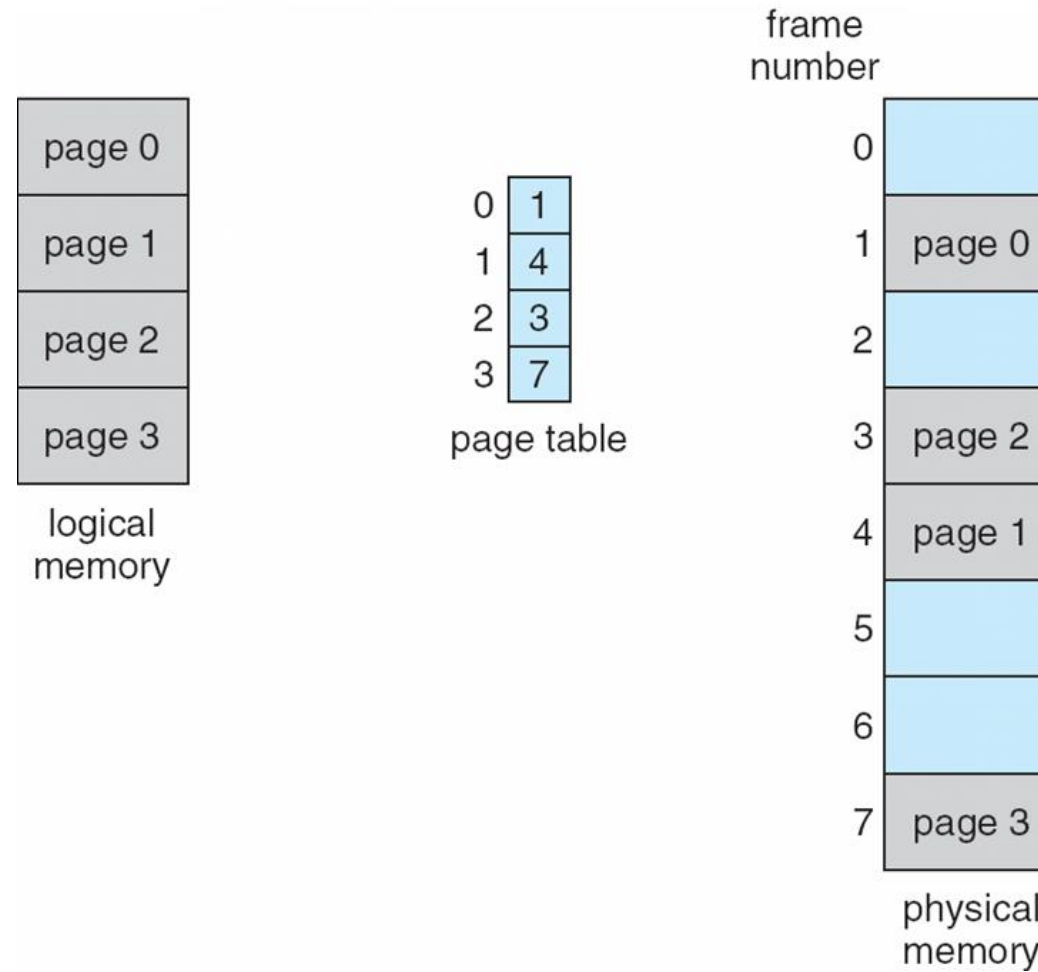 page 0
page 1
page 2
page 3
logical
memory
0 1
1 4
2 3
3 7
page table
frame
number
0
1 page 0
2
3 page 2
4 page 1
5
6
7 page 3
physical
memory